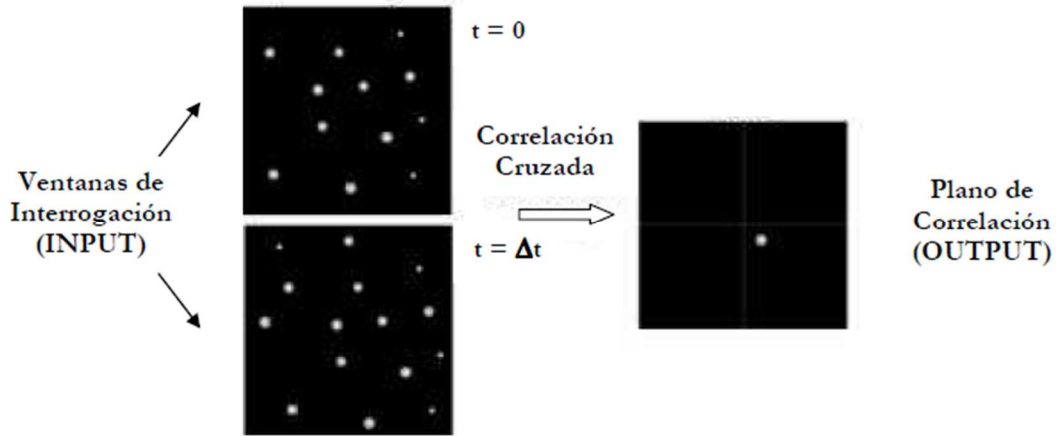 Ventanas de
Interrogación
(INPUT)
t = 0
t = Δt
Correlación
Cruzada
Plano de
Correlación
(OUTPUT)